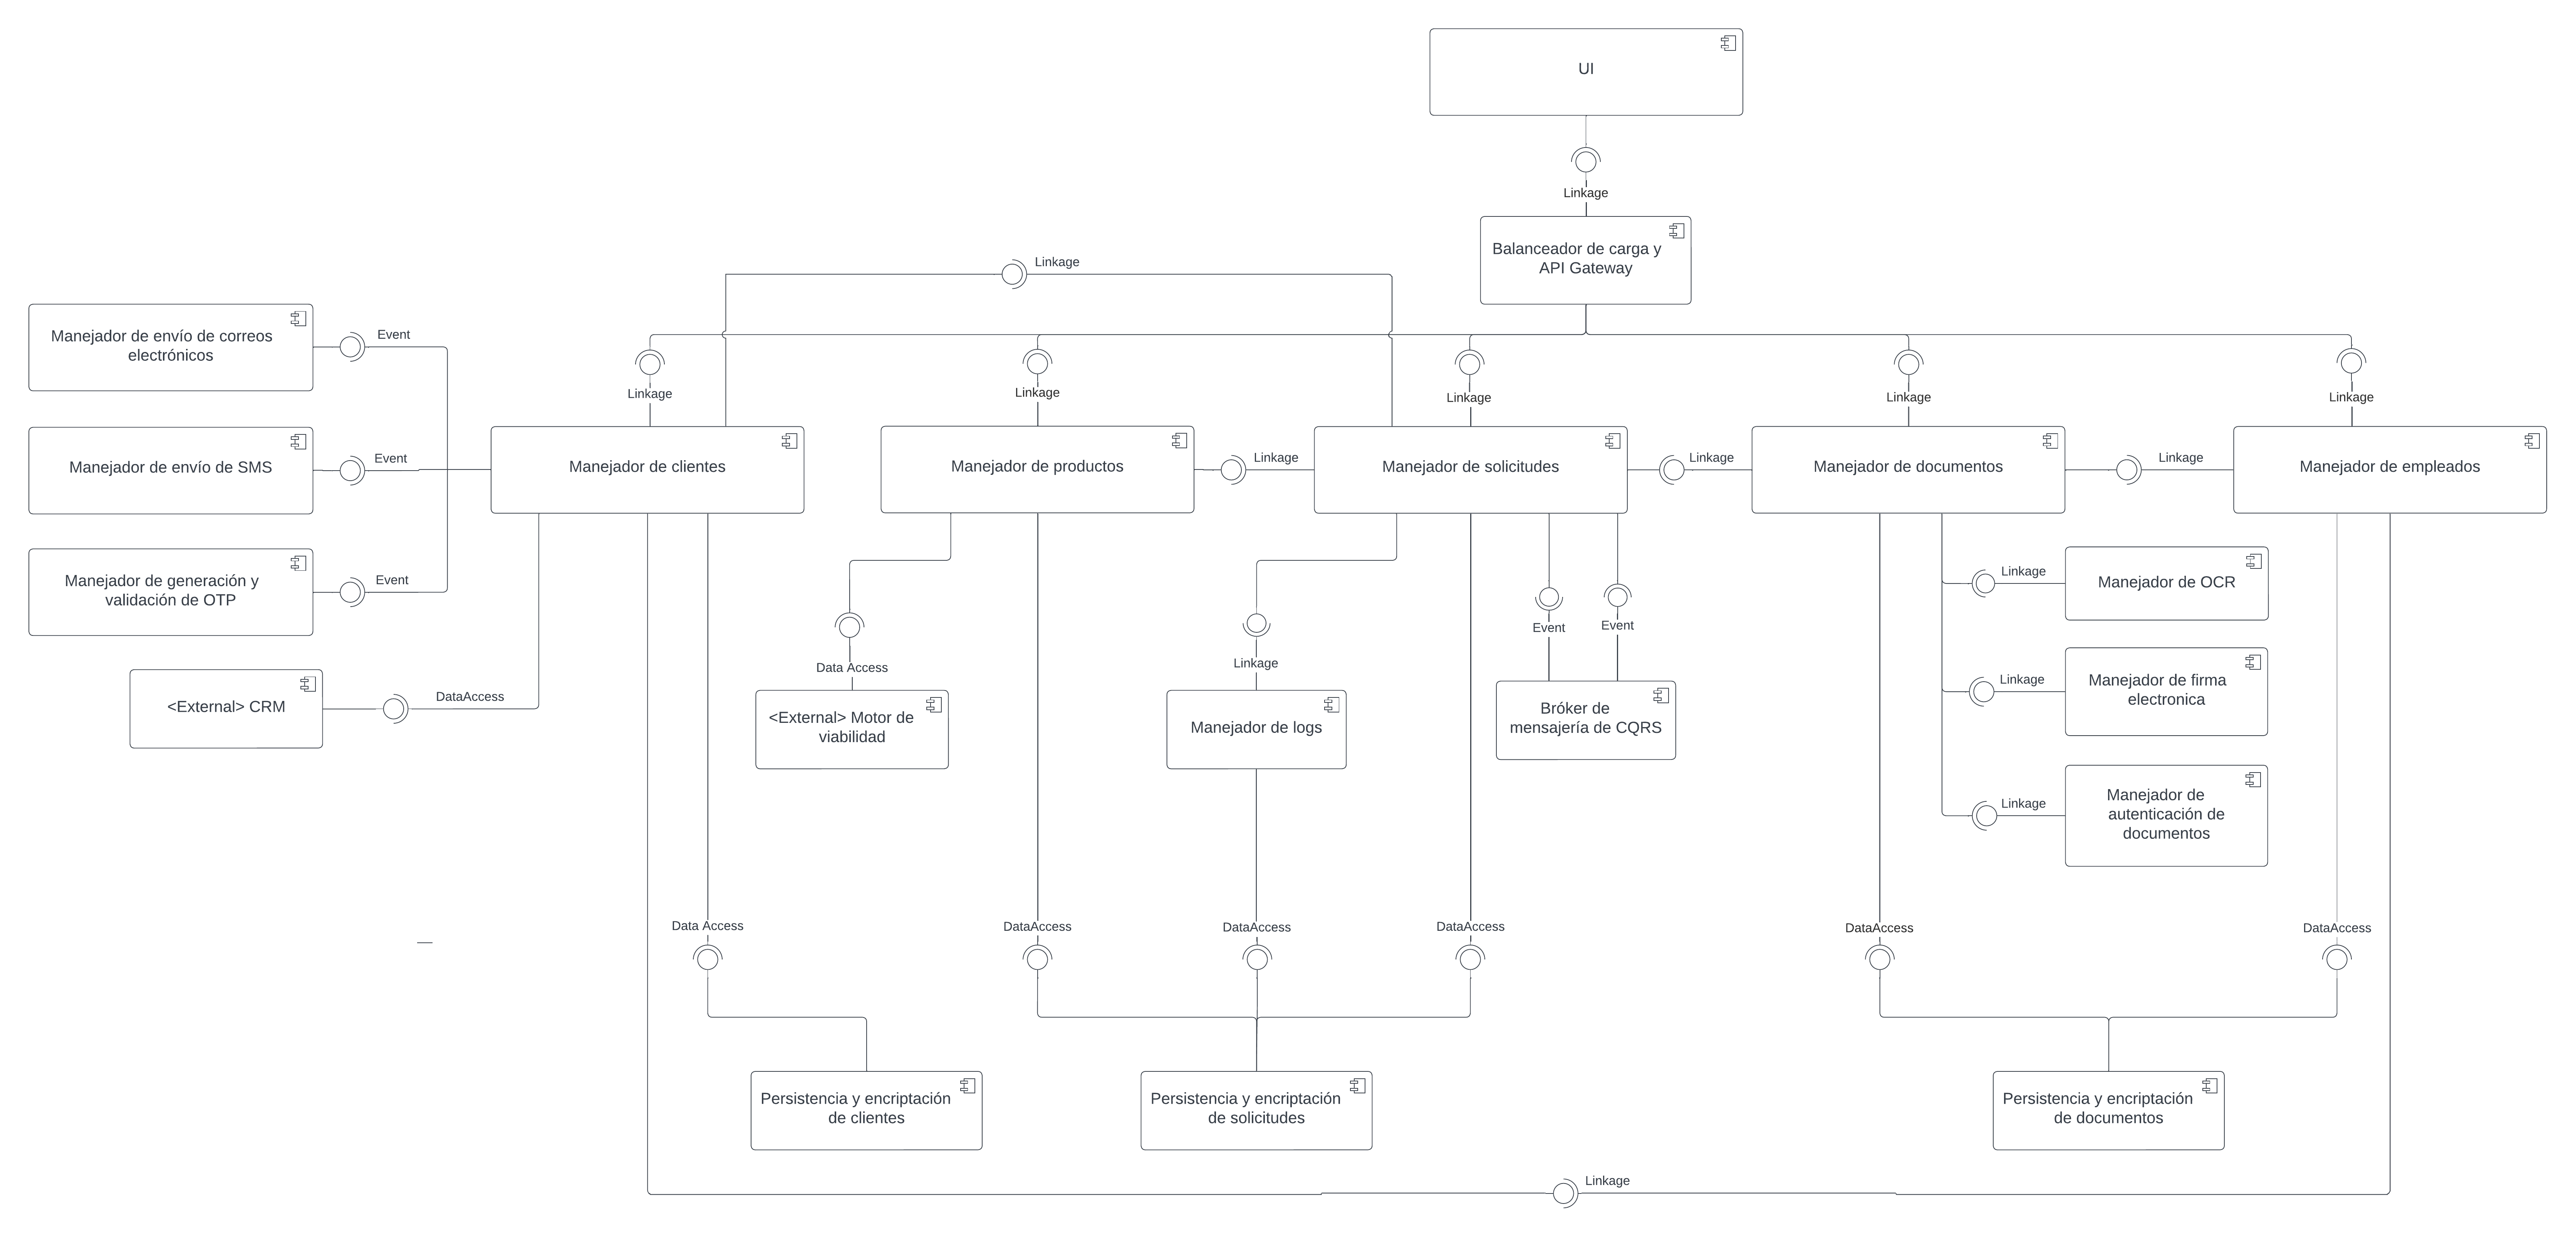 UI
Linkage
Balanceador de carga y
API Gateway
Linkage
Manejador de envío de correos
electrónicos
Event
Linkage
Linkage
Linkage
Linkage
Linkage
Manejador de envío de SMS
Event
Manejador de clientes
Manejador de productos
Linkage
Manejador de solicitudes
Linkage
Manejador de documentos
Linkage
Manejador de empleados
Manejador de generación y
validación de OTP
Event
Linkage
Manejador de OCR
Event
Event
<External> CRM
DataAccess
Data Access
<External> Motor de
viabilidad
Linkage
Manejador de logs
Bróker de
mensajería de CQRS
Linkage
Manejador de firma
electronica
Linkage
Manejador de
autenticación de
documentos
Data Access
DataAccess
DataAccess
DataAccess
DataAccess
DataAccess
Persistencia y encriptación
de clientes
Persistencia y encriptación
de solicitudes
Persistencia y encriptación
de documentos
Linkage